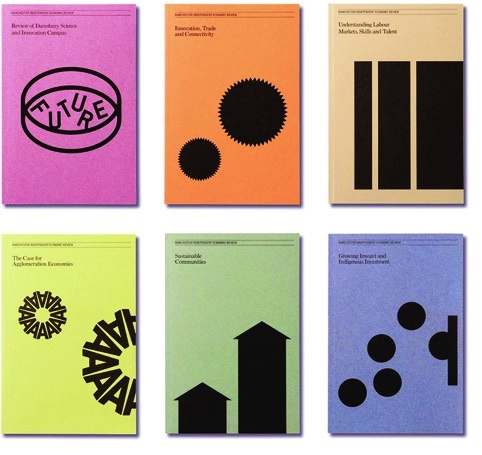 MANCHESTER INDEPENDENT ECONOMIC REVIEW
Review of Daresbury Science
and Innovation Campus
FUTURE
MANCHESTER INDEPENDENT ECONOMIC REVIEW
Innovation, Trade
and Connectivity
MANCHESTER INDEPENDENT ECONOMIC REVIEW
Understanding Labour
Markets, Skills and Talent
MANCHESTER INDEPENDENT ECONOMIC REVIEW
The Case for
Agglomeration Economies
MANCHESTER INDEPENDENT ECONOMIC REVIEW
Sustainable
Communities
MANCHESTER INDEPENDENT ECONOMIC REVIEW
Growing Inward and
Indigenous Investment